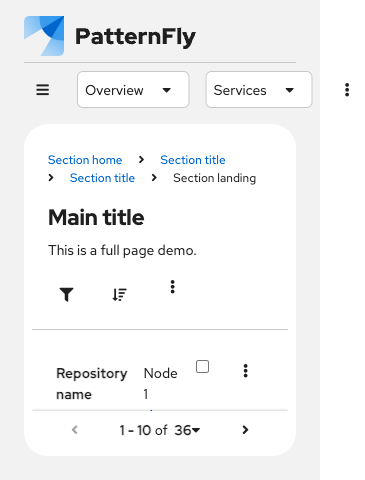 PatternFly
Overview Services
Section home Section title
Section title Section landing
Main title
This is a full page demo.
Repository name Node 1
1 - 10 of 36